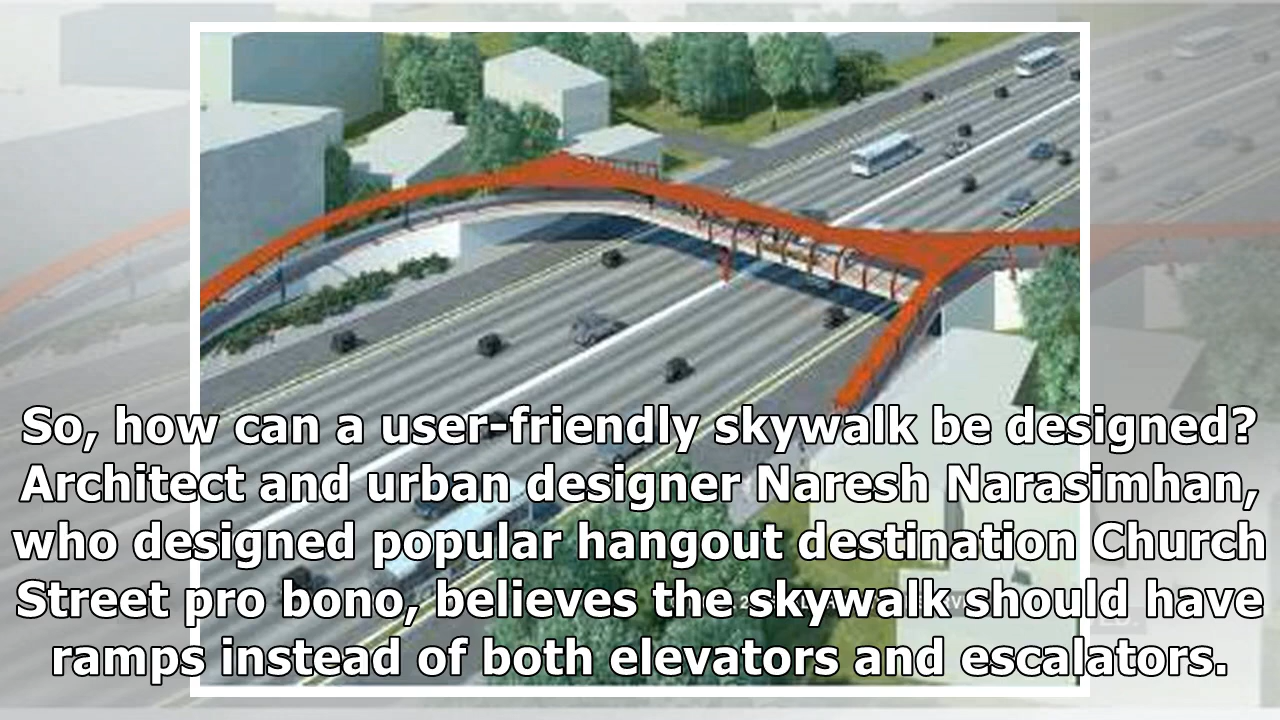 So, how can a user-friendly skywalk be designed?
Architect and urban designer Naresh Narasimhan,
who designed popular hangout destination Church
Street pro bono, believes the skywalk should have
ramps instead of both elevators and escalators.